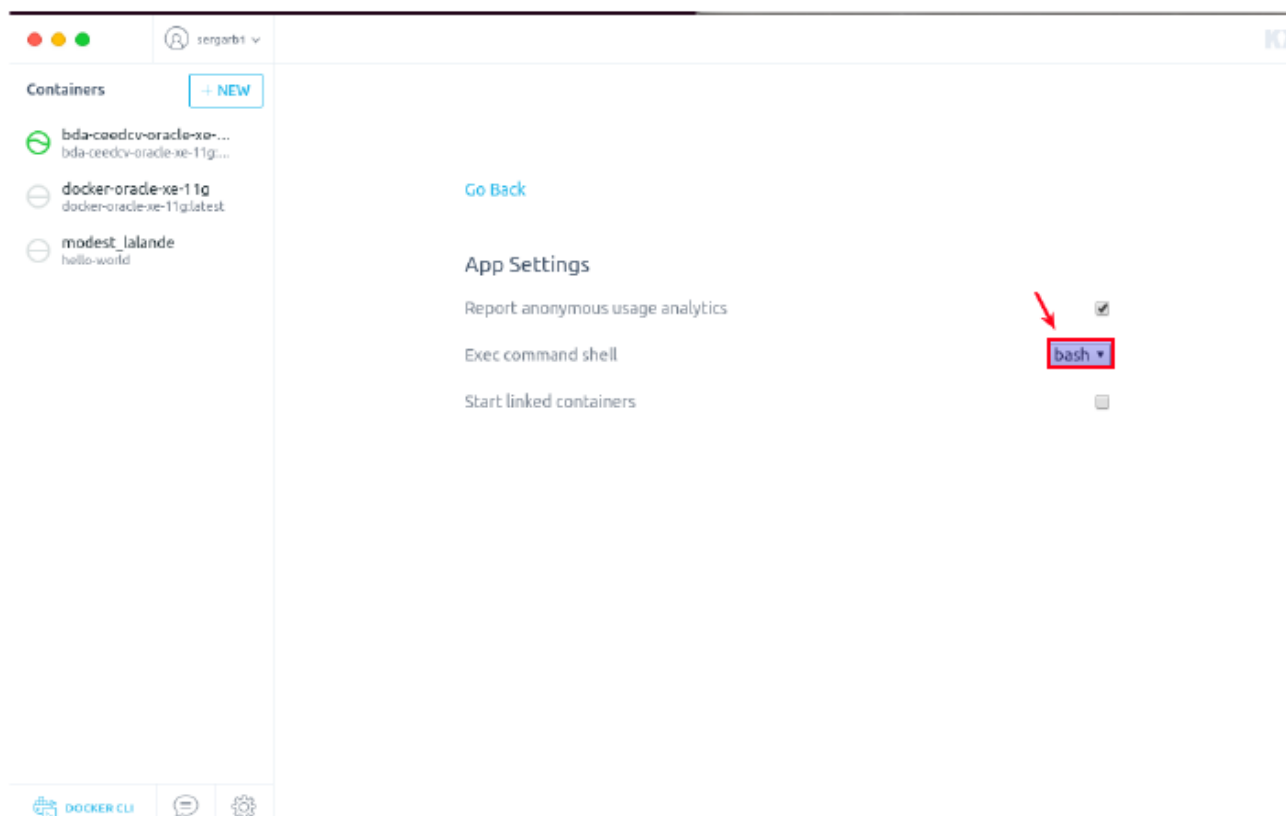 sergarb1
Containers
+ NEW
bda-ceedcv-oracle-xe-...
bda-ceedcv-oracle-xe-11g:...
docker-oracle-xe-11g
docker-oracle-xe-11g:latest
modest_lalande
hello-world
Go Back
App Settings
Report anonymous usage analytics
Exec command shell
bash
Start linked containers
DOCKER CLI